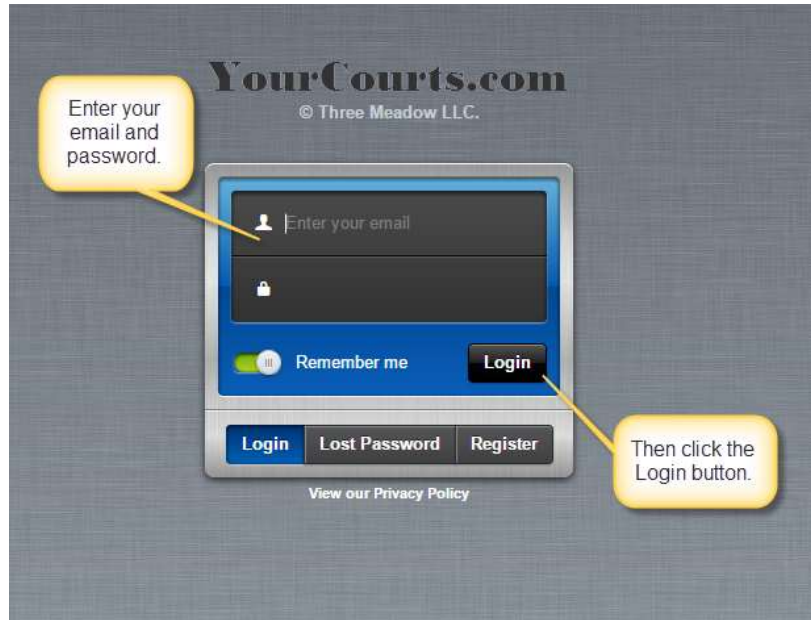 YourCourts.com
© Three Meadow LLC.
Enter your
email and
password.
Enter your email
Remember me
Login
Login
Lost Password
Register
Then click the
Login button.
View our Privacy Policy